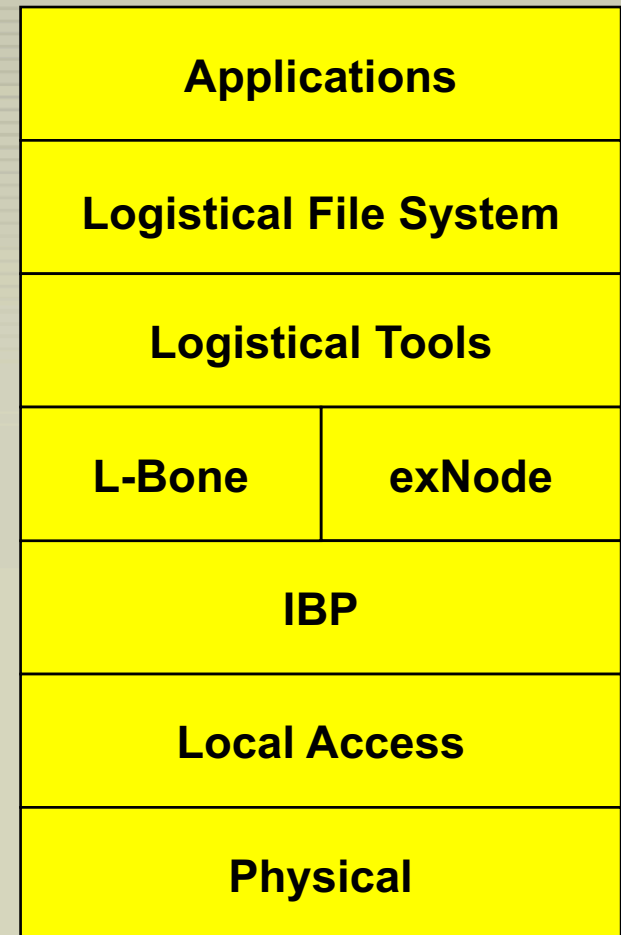 Applications
Logistical File System
Logistical Tools
L-Bone
exNode
IBP
Local Access
Physical